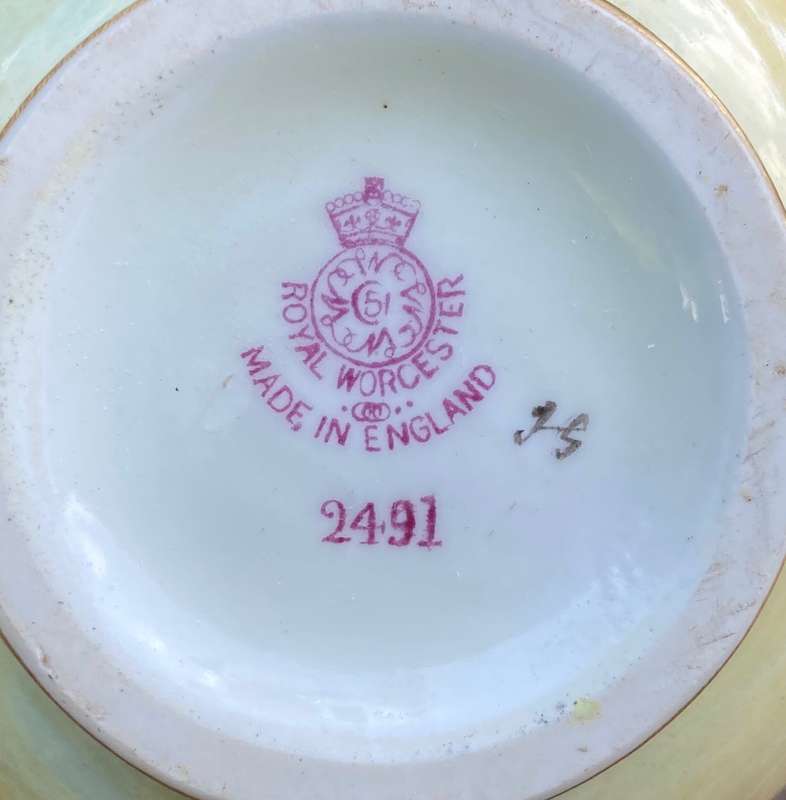 51
ROYAL WORCESTER
MADE IN ENGLAND
2491